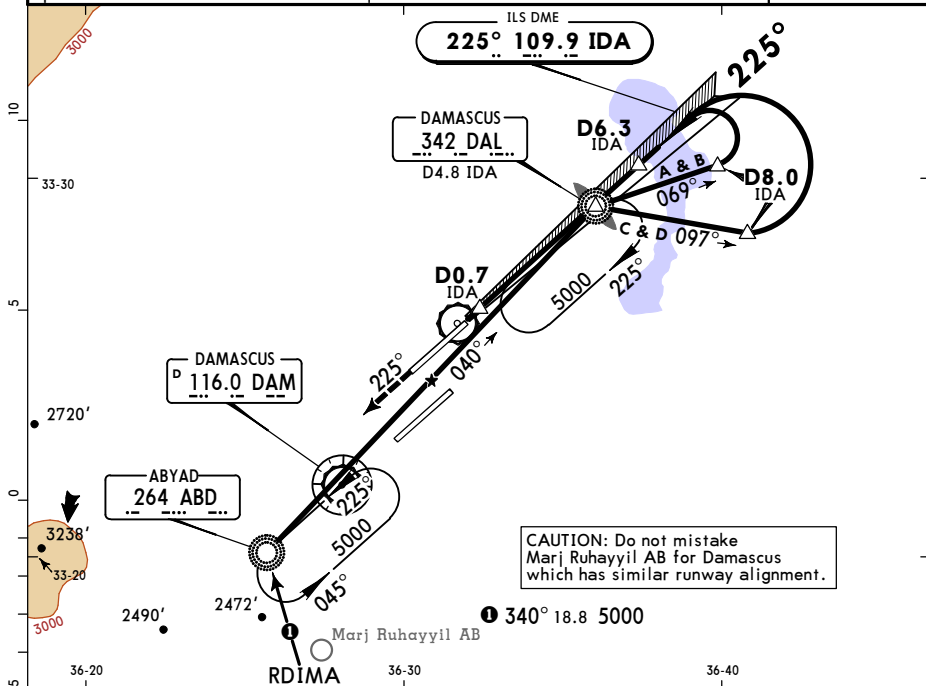 3000
ILS DME
225° 109.9 IDA
225°
10
DAMASCUS
342 DAL
D4.8 IDA
D6.3
IDA
A & B
069°
D8.0
IDA
33-30
C & D 097°
D0.7
IDA
5000
225°
5
225°
040°
DAMASCUS
D 116.0 DAM
2720'
ABYAD
264 ABD
225°
0
5000
3238'
33-20
045°
CAUTION: Do not mistake
Marj Ruhayyil AB for Damascus
which has similar runway alignment.
2490'
2472'
3000
1
Marj Ruhayyil AB
1 340° 18.8 5000
RDIMA
5
36-20
36-30
36-40